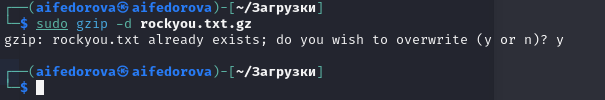 ┌──(aifedorova㉿aifedorova)-[~/Загрузки]
└─$ sudo gzip -d rockyou.txt.gz
gzip: rockyou.txt already exists; do you wish to overwrite (y or n)? y
┌──(aifedorova㉿aifedorova)-[~/Загрузки]
└─$